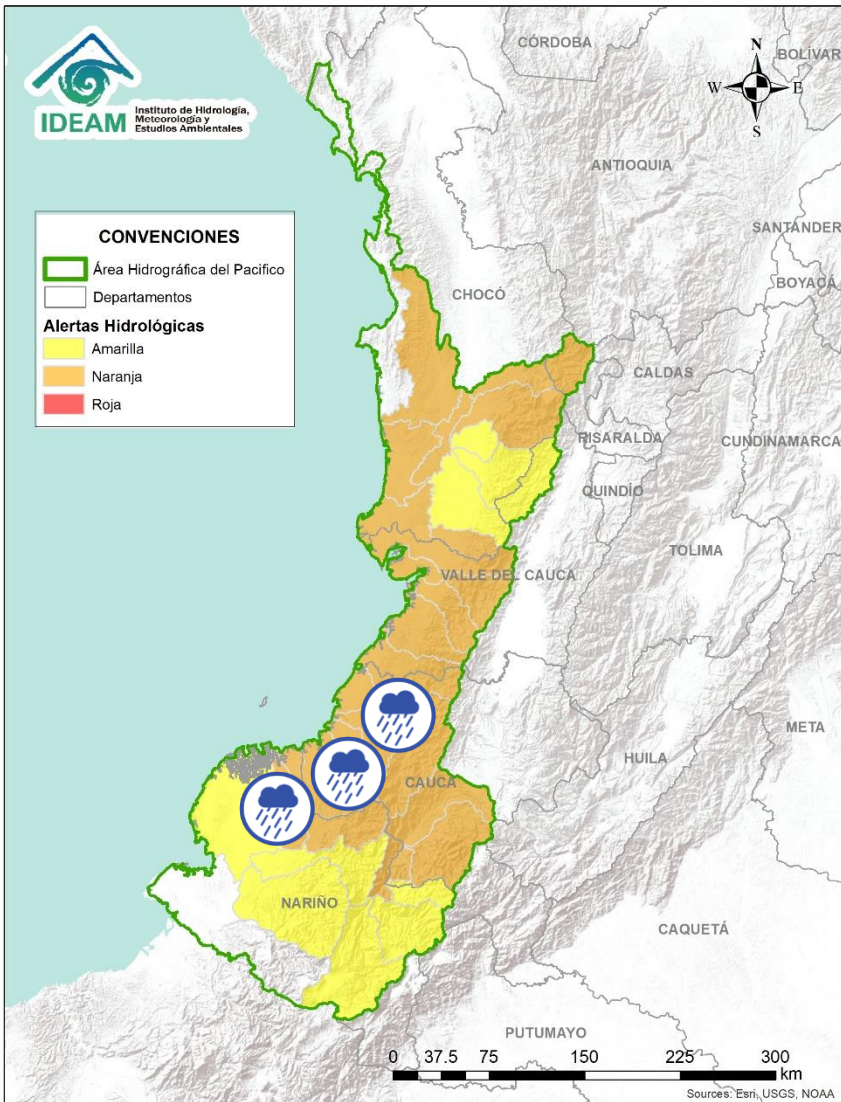 IDEAM
Instituto de Hidrología,
Meteorología y
Estudios Ambientales
CONVENCIONES
Área Hidrográfica del Pacifico
Departamentos
Alertas Hidrológicas
Amarilla
Naranja
Roja
N
W
E
S
CÓRDOBA
BOLÍVAR
ANTIOQUIA
SANTANDER
BOYACÁ
CHOCÓ
CALDAS
RISARALDA
CUNDINAMARCA
QUINDÍO
TOLIMA
VALLE DEL CAUCA
META
HUILA
CAUCA
NARIÑO
CAQUETÁ
PUTUMAYO
0 37.5 75 150 225 300
km
Sources: Esri, USGS, NOAA